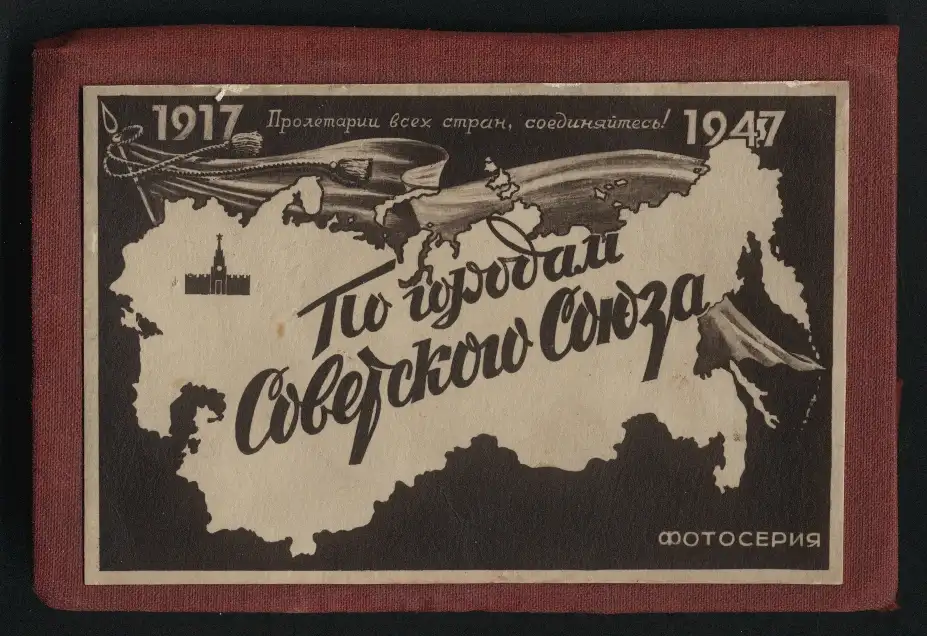 1917 Пролетарии всех стран, соединяйтесь! 1947
По городам
Советского Союза
ФОТОСЕРИЯ